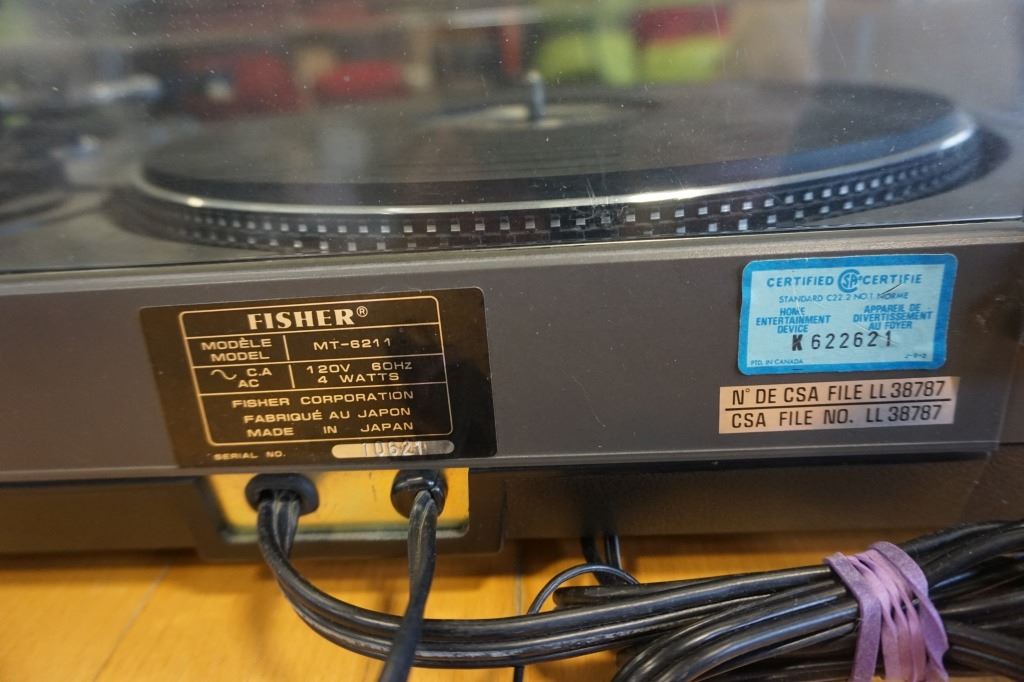 FISHER®
MODÈLE
MODEL
MT-6211
C.A
AC
120V 60HZ
4 WATTS
FISHER CORPORATION
FABRIQUÉ AU JAPON
MADE IN JAPAN
SERIAL NO. 10621
CERTIFIED SA CERTIFIE
STANDARD C22.2 NO.1 NORME
HOME
ENTERTAINMENT
DEVICE
APPAREIL DE
DIVERTISSEMENT
AU FOYER
K 622621
PTD. IN CANADA
N° DE CSA FILE LL 38787
CSA FILE NO. LL 38787